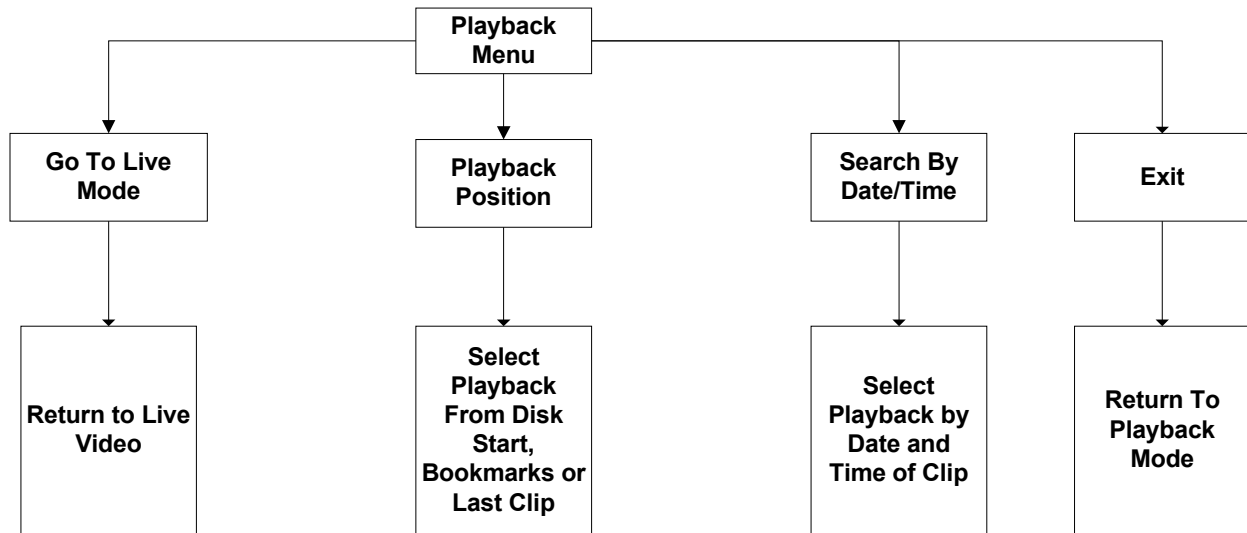 Playback
Menu
Go To Live
Mode
Playback
Position
Search By
Date/Time
Exit
Return to Live
Video
Select
Playback
From Disk
Start,
Bookmarks or
Last Clip
Select
Playback by
Date and
Time of Clip
Return To
Playback
Mode